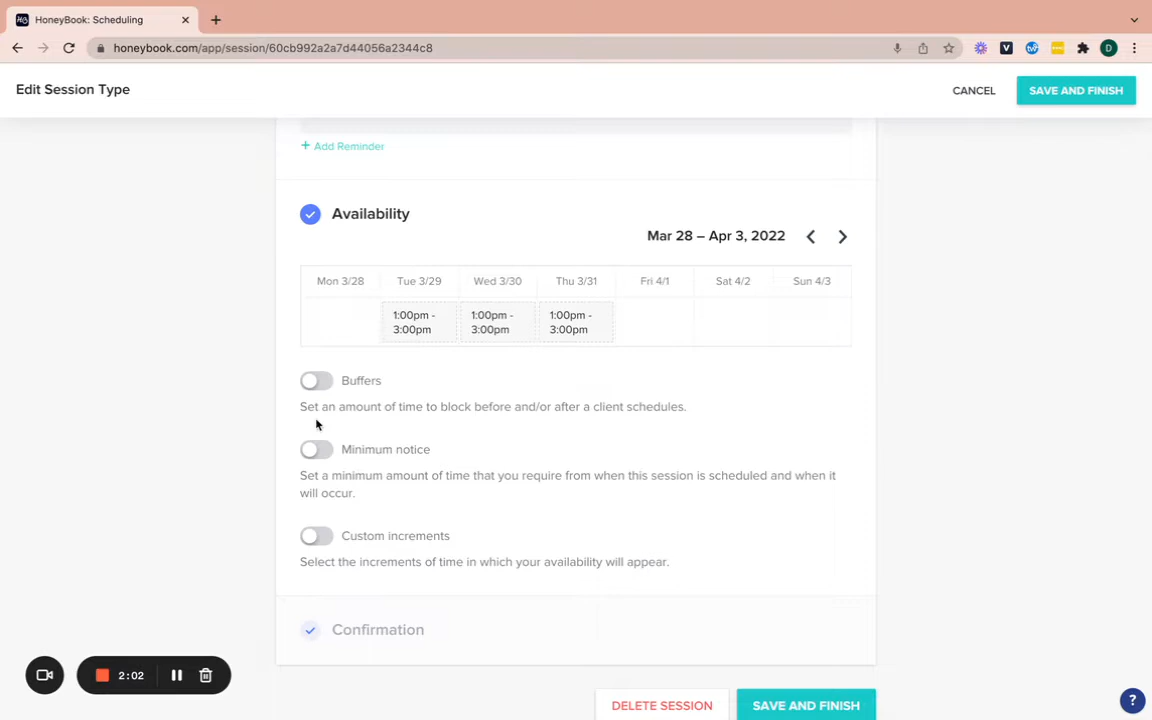 HoneyBook: Scheduling
honeybook.com/app/session/60cb992a2a7d44056a2344c8
D
Edit Session Type
CANCEL
SAVE AND FINISH
+ Add Reminder
Availability
Mar 28 – Apr 3, 2022
Mon 3/28 Tue 3/29 Wed 3/30 Thu 3/31 Fri 4/1 Sat 4/2 Sun 4/3
1:00pm - 1:00pm - 1:00pm -
3:00pm 3:00pm 3:00pm
Buffers
Set an amount of time to block before and/or after a client schedules.
Minimum notice
Set a minimum amount of time that you require from when this session is scheduled and when it
will occur.
Custom increments
Select the increments of time in which your availability will appear.
Confirmation
2:02
DELETE SESSION
SAVE AND FINISH
?